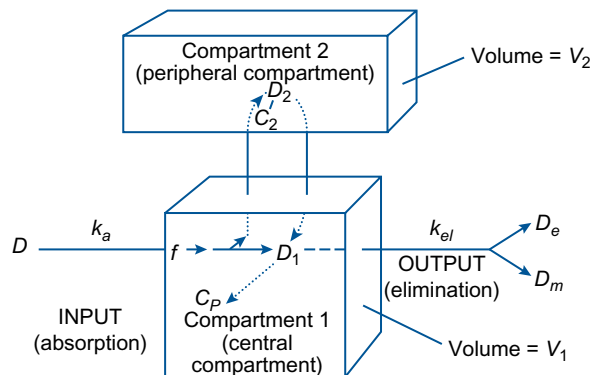 Compartment 2
(peripheral compartment)
D2
C2
Volume = V2
D
ka
f
D1
kel
De
Dm
OUTPUT
(elimination)
INPUT
(absorption)
CP
Compartment 1
(central
compartment)
Volume = V1